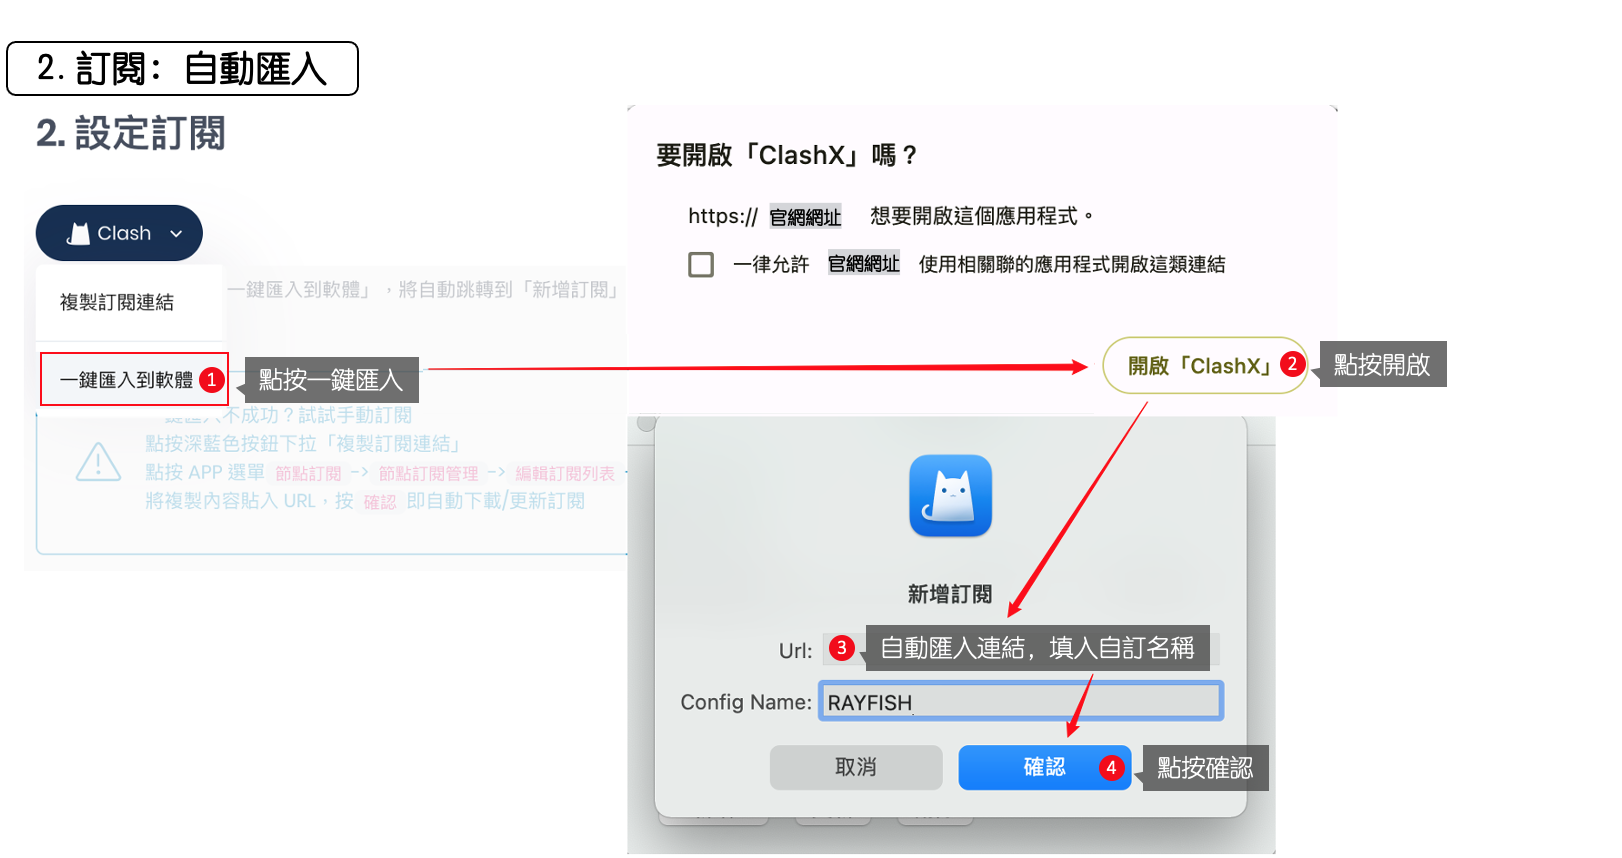 2. 訂閱：自動匯入
2. 設定訂閱
Clash
複製訂閱連結
一鍵匯入到軟體」，將自動跳轉到「新增訂閱」
一鍵匯入到軟體 1
點按一鍵匯入
不成功？試試手動訂閱
點按深藍色按鈕下拉「複製訂閱連結」
點按 APP 選單 節點訂閱 -> 節點訂閱管理 -> 編輯訂閱列表
將複製內容貼入 URL，按 確認 即自動下載/更新訂閱
要開啟「ClashX」嗎？
https:// 官網網址 想要開啟這個應用程式。
一律允許 官網網址 使用相關聯的應用程式開啟這類連結
開啟「ClashX」 2
點按開啟
新增訂閱
Url: 3 自動匯入連結，填入自訂名稱
Config Name: RAYFISH
取消
確認 4
點按確認